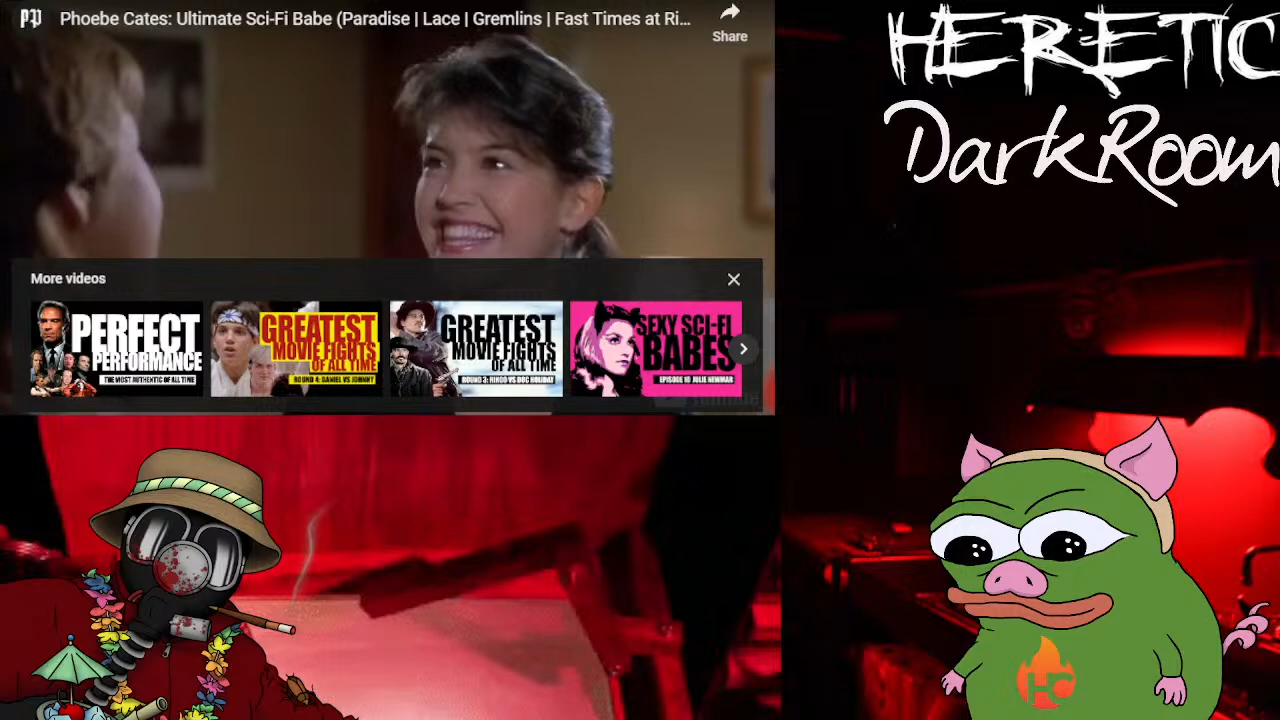 Phoebe Cates: Ultimate Sci-Fi Babe (Paradise | Lace | Gremlins | Fast Times at Ri...
Share
HERETIC
DarkRoom
More videos
PERFECT
PERFORMANCE
THE MOST AUTHENTIC OF ALL TIME
GREATEST
MOVIE FIGHTS
OF ALL TIME
ROUND 4: DANIEL VS JOHNNY
GREATEST
MOVIE FIGHTS
OF ALL TIME
ROUND 3: RINGO VS DOC HOLIDAY
SEXY SCI-FI
BABES
EPISODE 10 JULIE NEWMAR
HC